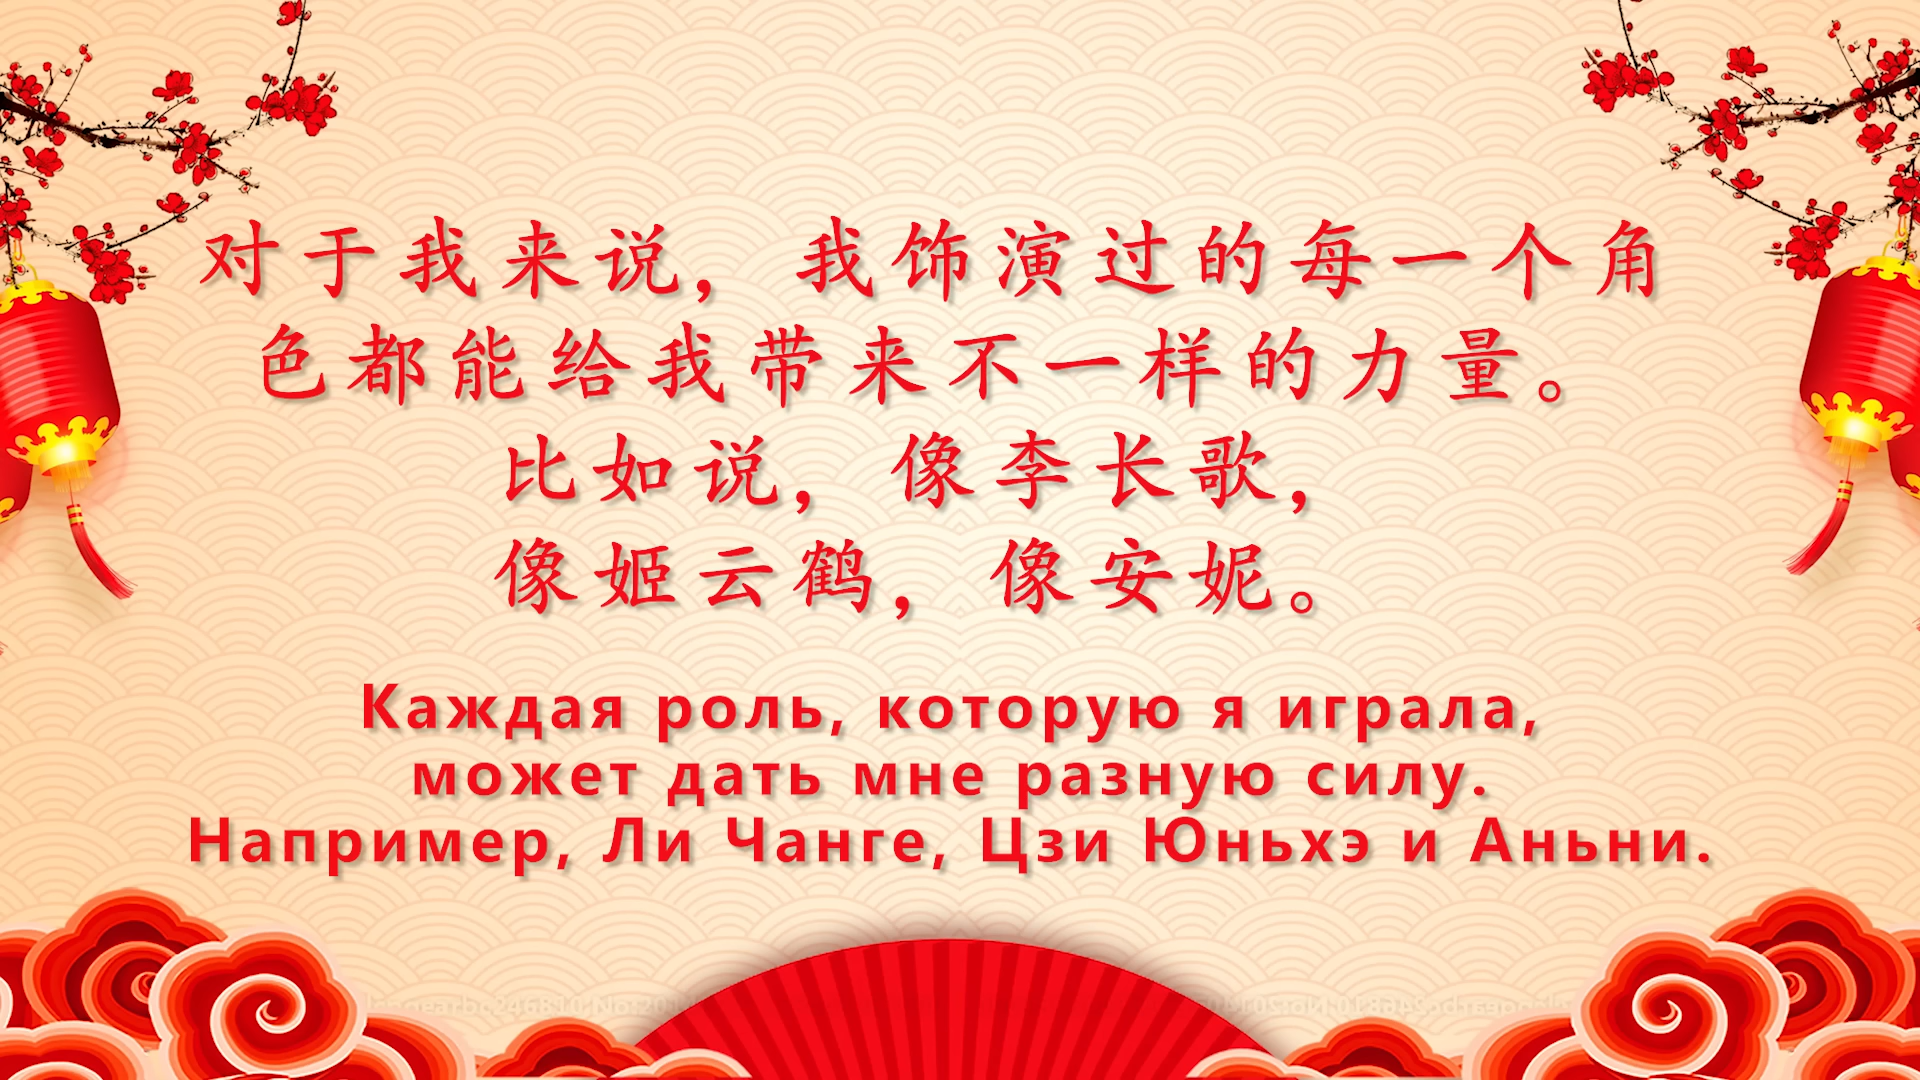 对于我来说，我饰演过的每一个角
色都能给我带来不一样的力量。
比如说，像李长歌，
像姬云鹤，像安妮。
Каждая роль, которую я играла,
может дать мне разную силу.
Например, Ли Чанге, Цзи Юньхэ и Аньни.